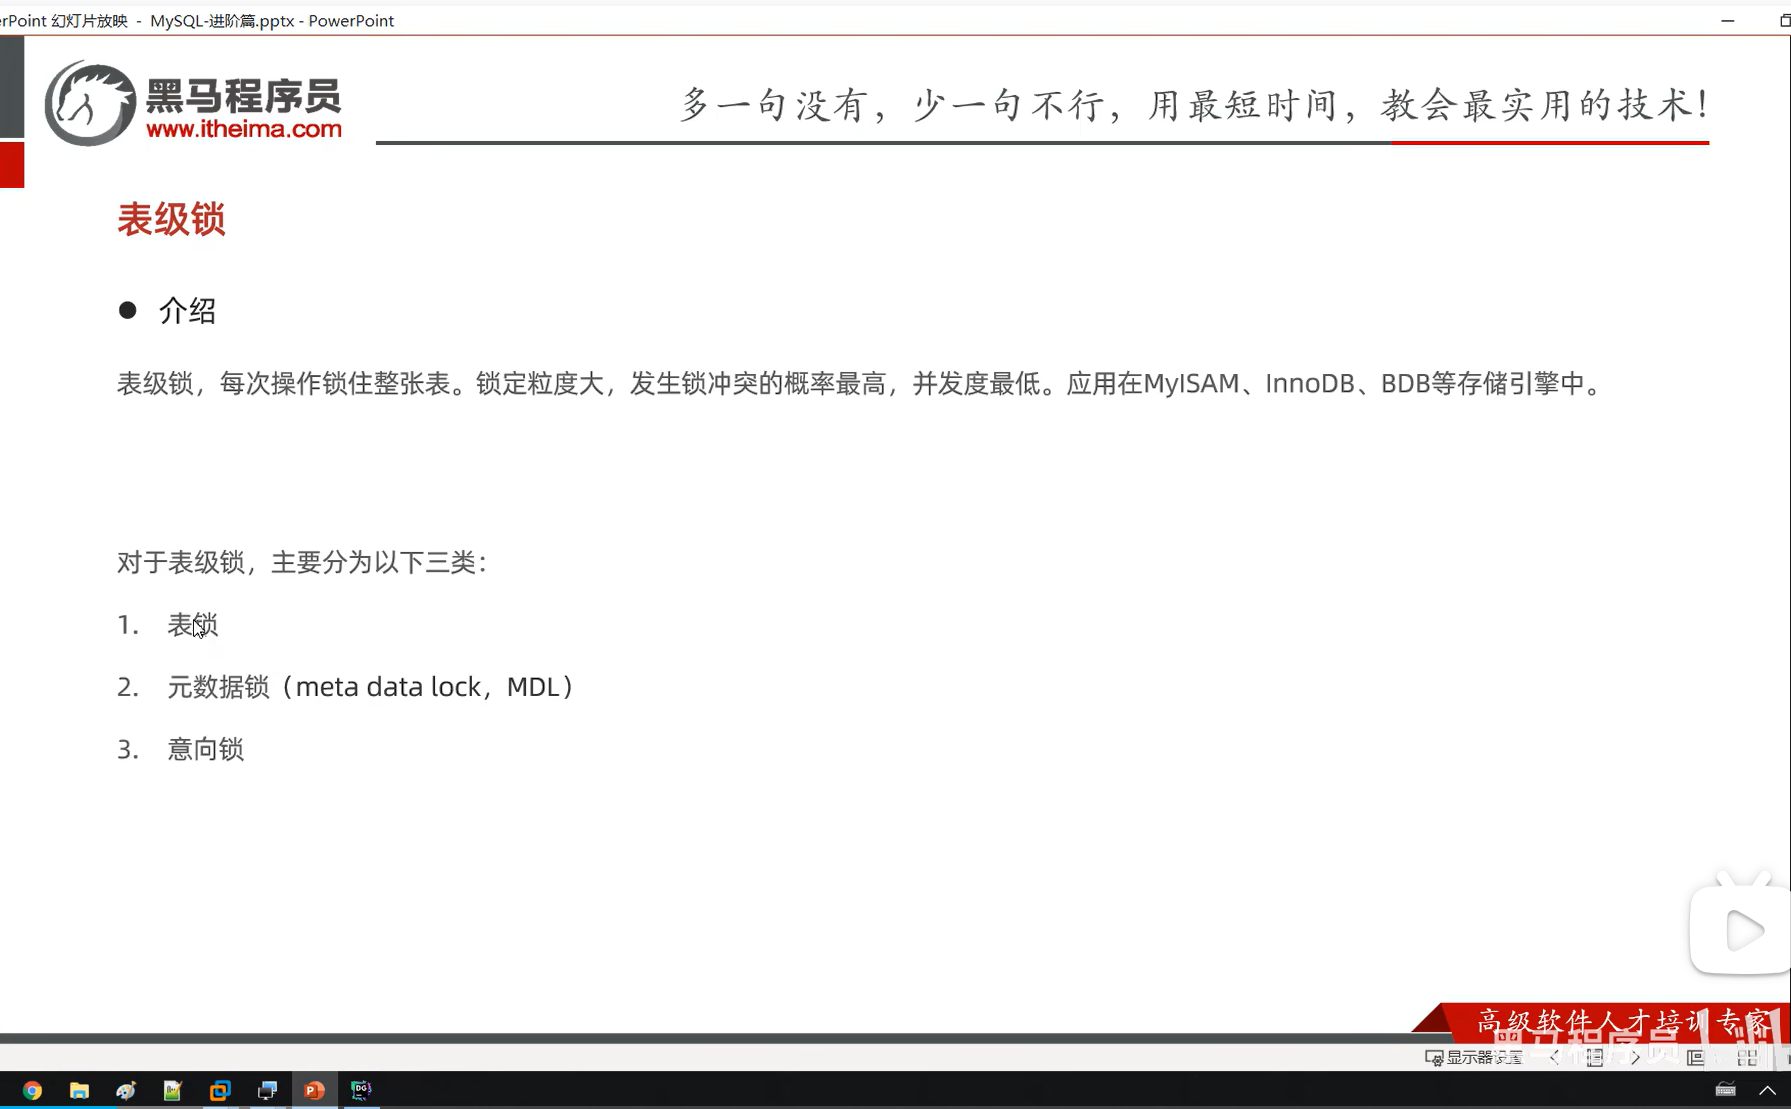 erPoint 幻灯片放映 - MySQL-进阶篇.pptx - PowerPoint
黑马程序员
www.itheima.com
多一句没有，少一句不行，用最短时间，教会最实用的技术！
表级锁
● 介绍
表级锁，每次操作锁住整张表。锁定粒度大，发生锁冲突的概率最高，并发度最低。应用在MyISAM、InnoDB、BDB等存储引擎中。
对于表级锁，主要分为以下三类：
1. 表锁
2. 元数据锁（meta data lock，MDL）
3. 意向锁
高级软件人才培训专家
黑马程序员
显示器设置